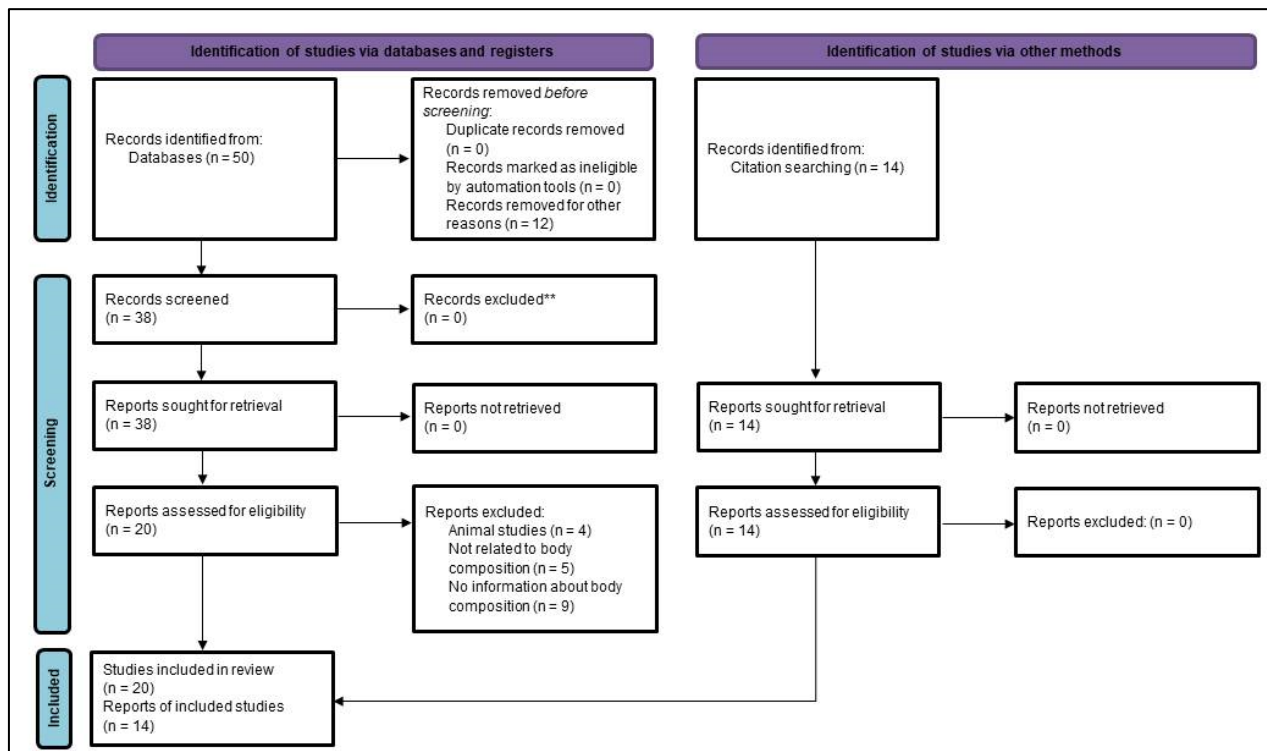 Identification of studies via databases and registers
Identification of studies via other methods
Identification
Records identified from:
Databases (n = 50)
Records removed before
screening:
Duplicate records removed
(n = 0)
Records marked as ineligible
by automation tools (n = 0)
Records removed for other
reasons (n = 12)
Records identified from:
Citation searching (n = 14)
Screening
Records screened
(n = 38)
Records excluded**
(n = 0)
Reports sought for retrieval
(n = 38)
Reports not retrieved
(n = 0)
Reports sought for retrieval
(n = 14)
Reports not retrieved
(n = 0)
Reports assessed for eligibility
(n = 20)
Reports excluded:
Animal studies (n = 4)
Not related to body
composition (n = 5)
No information about body
composition (n = 9)
Reports assessed for eligibility
(n = 14)
Reports excluded: (n = 0)
Included
Studies included in review
(n = 20)
Reports of included studies
(n = 14)